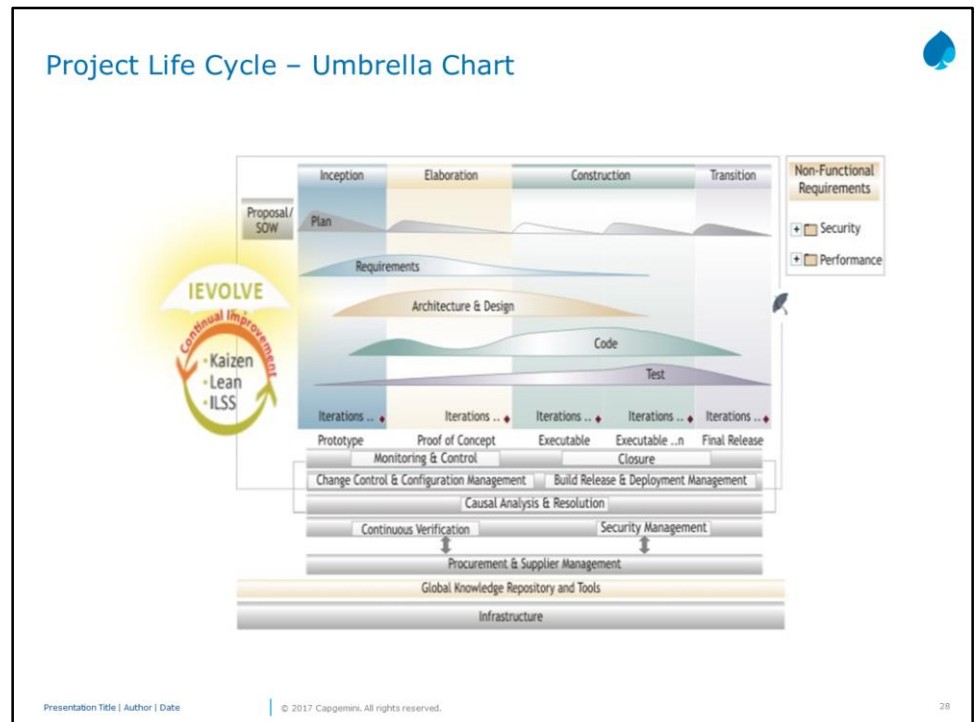 Project Life Cycle – Umbrella Chart
Inception
Elaboration
Construction
Transition
Non-Functional
Requirements
Security
Performance
Proposal/
SOW
Plan
Requirements
Architecture & Design
Code
Test
IEVOLVE
Continual Improvement
·Kaizen
·Lean
·ILSS
Iterations ..
Iterations ..
Iterations ..
Iterations ..
Iterations ..
Prototype
Proof of Concept
Executable
Executable ..n
Final Release
Monitoring & Control
Closure
Change Control & Configuration Management
Build Release & Deployment Management
Causal Analysis & Resolution
Continuous Verification
Security Management
Procurement & Supplier Management
Global Knowledge Repository and Tools
Infrastructure
Presentation Title | Author | Date
© 2017 Capgemini. All rights reserved.
28